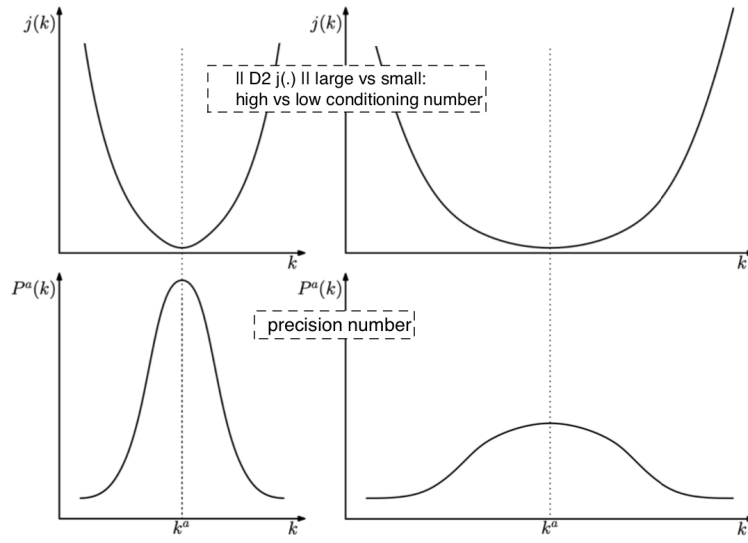 j(k)
j(k)
|| D2 j(.) || large vs small:
high vs low conditioning number
k
k
P^a(k)
P^a(k)
precision number
k^a
k
k^a
k